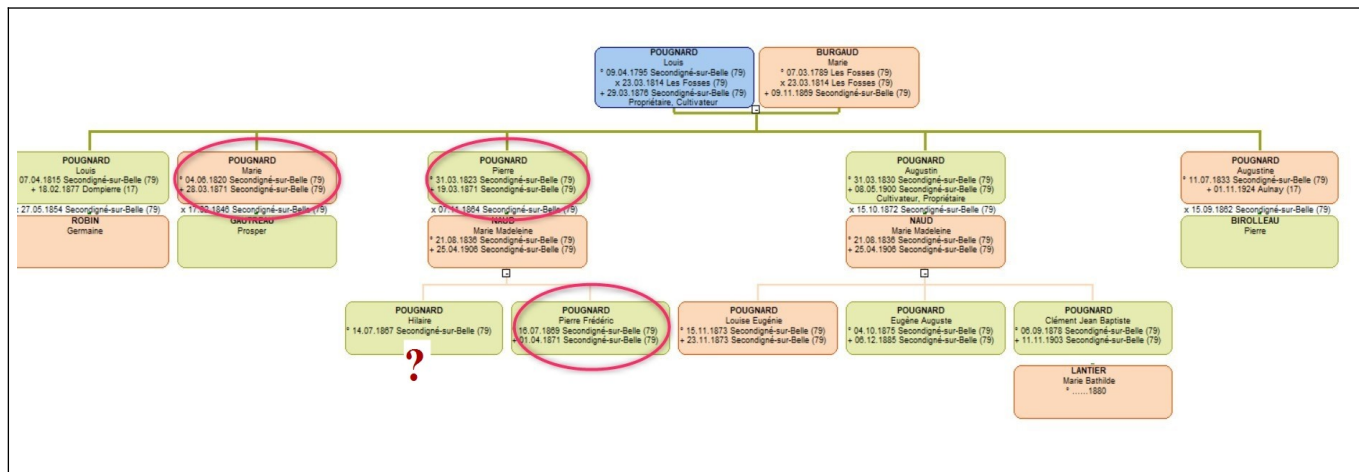 POUGNARD
Louis
° 09.04.1795 Secondigné-sur-Belle (79)
x 23.03.1814 Les Fosses (79)
+ 29.03.1876 Secondigné-sur-Belle (79)
Propriétaire, Cultivateur
BURGAUD
Marie
° 07.03.1789 Les Fosses (79)
x 23.03.1814 Les Fosses (79)
+ 09.11.1869 Secondigné-sur-Belle (79)
POUGNARD
Louis
07.04.1815 Secondigné-sur-Belle (79)
+ 18.02.1877 Dompierre (17)
x 27.05.1854 Secondigné-sur-Belle (79)
ROBIN
Germaine
POUGNARD
Marie
° 04.06.1820 Secondigné-sur-Belle (79)
+ 28.03.1871 Secondigné-sur-Belle (79)
x 17.02.1846 Secondigné-sur-Belle (79)
GAUTREAU
Prosper
POUGNARD
Pierre
° 31.03.1823 Secondigné-sur-Belle (79)
+ 19.03.1871 Secondigné-sur-Belle (79)
x 07.11.1864 Secondigné-sur-Belle (79)
NAUD
Marie Madeleine
° 21.08.1836 Secondigné-sur-Belle (79)
+ 25.04.1906 Secondigné-sur-Belle (79)
POUGNARD
Augustin
° 31.03.1830 Secondigné-sur-Belle (79)
+ 08.05.1900 Secondigné-sur-Belle (79)
Cultivateur, Propriétaire
x 15.10.1872 Secondigné-sur-Belle (79)
NAUD
Marie Madeleine
° 21.08.1836 Secondigné-sur-Belle (79)
+ 25.04.1906 Secondigné-sur-Belle (79)
POUGNARD
Augustine
° 11.07.1833 Secondigné-sur-Belle (79)
+ 01.11.1924 Aulnay (17)
x 15.09.1862 Secondigné-sur-Belle (79)
BIROLLEAU
Pierre
POUGNARD
Hilaire
° 14.07.1867 Secondigné-sur-Belle (79)
?
POUGNARD
Pierre Frédéric
16.07.1869 Secondigné-sur-Belle (79)
+ 01.04.1871 Secondigné-sur-Belle (79)
POUGNARD
Louise Eugénie
° 15.11.1873 Secondigné-sur-Belle (79)
+ 23.11.1873 Secondigné-sur-Belle (79)
POUGNARD
Eugène Auguste
° 04.10.1875 Secondigné-sur-Belle (79)
+ 06.12.1885 Secondigné-sur-Belle (79)
POUGNARD
Clément Jean Baptiste
° 06.09.1878 Secondigné-sur-Belle (79)
+ 11.11.1903 Secondigné-sur-Belle (79)
LANTIER
Marie Bathilde
° ......1880